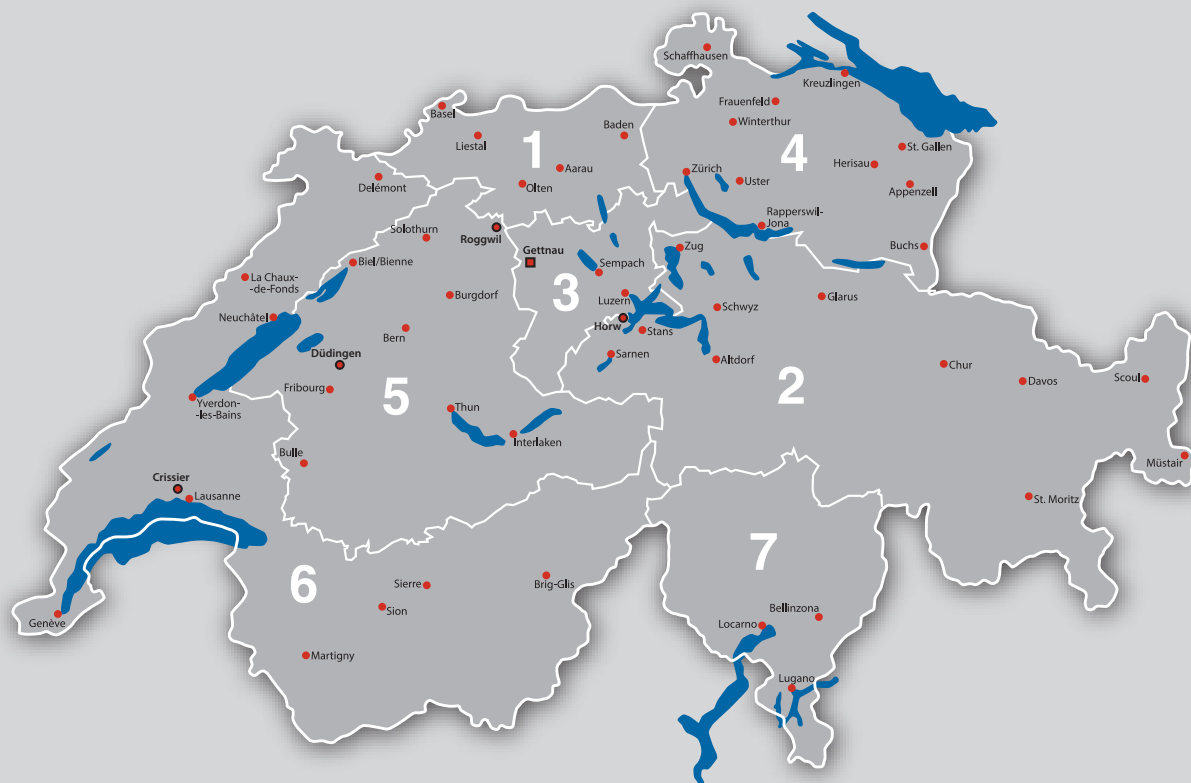 Schaffhausen
Kreuzlingen
Frauenfeld
Basel
Winterthur
Baden
Liestal
1
4
St. Gallen
Herisau
Aarau
Zürich
Uster
Delémont
Olten
Appenzell
Rapperswil-
Jona
Solothurn
Roggwil
Buchs
Zug
Gettnau
Biel/Bienne
Sempach
La Chaux-
-de-Fonds
3
Burgdorf
Luzern
Glarus
Schwyz
Neuchâtel
Horw
Stans
Bern
Sarnen
Altdorf
Düdingen
Chur
Davos
Scoul
Fribourg
5
2
Yverdon-
-les-Bains
Thun
Interlaken
Bulle
Müstair
Crissier
Lausanne
St. Moritz
7
6
Sierre
Brig-Glis
Sion
Bellinzona
Genève
Locarno
Martigny
Lugano